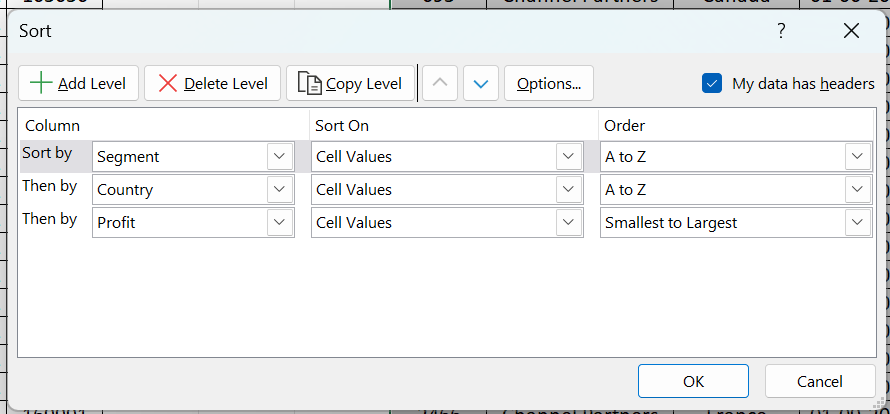 Sort ?
Add Level Delete Level Copy Level Options... My data has headers
Column Sort On Order
Sort by Segment Cell Values A to Z
Then by Country Cell Values A to Z
Then by Profit Cell Values Smallest to Largest
OK Cancel